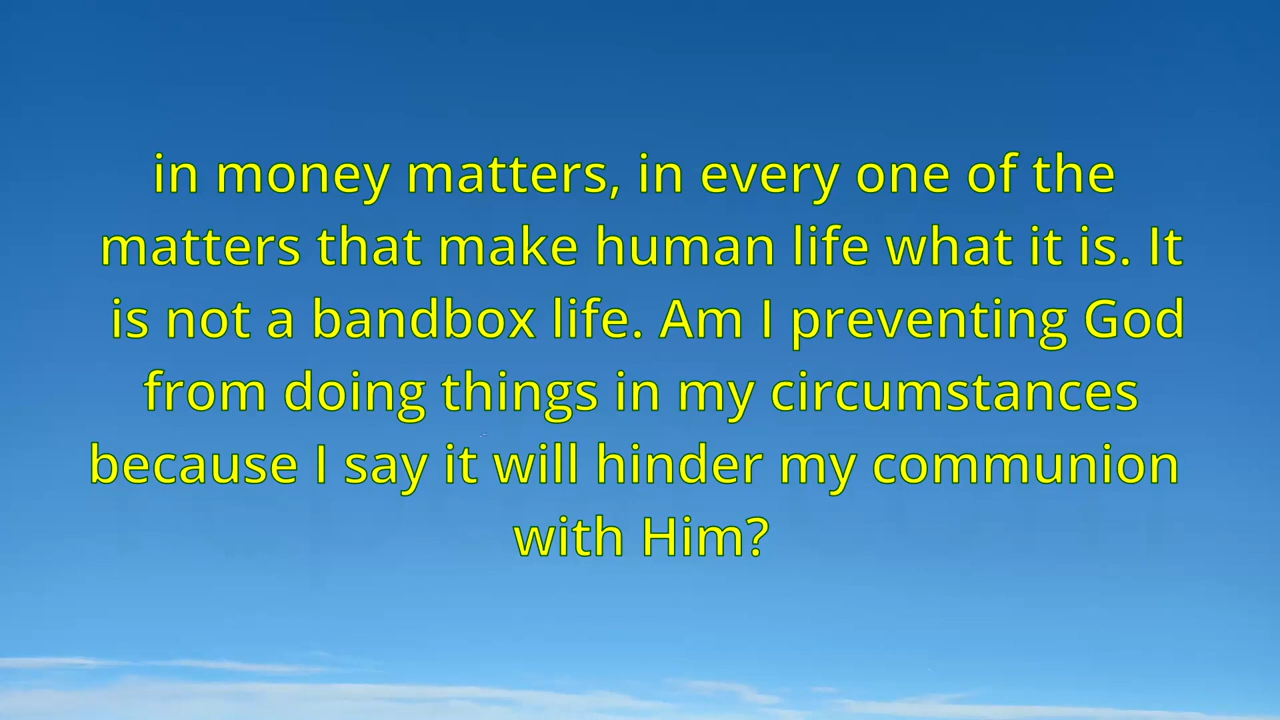 in money matters, in every one of the
matters that make human life what it is. It
is not a bandbox life. Am I preventing God
from doing things in my circumstances
because I say it will hinder my communion
with Him?